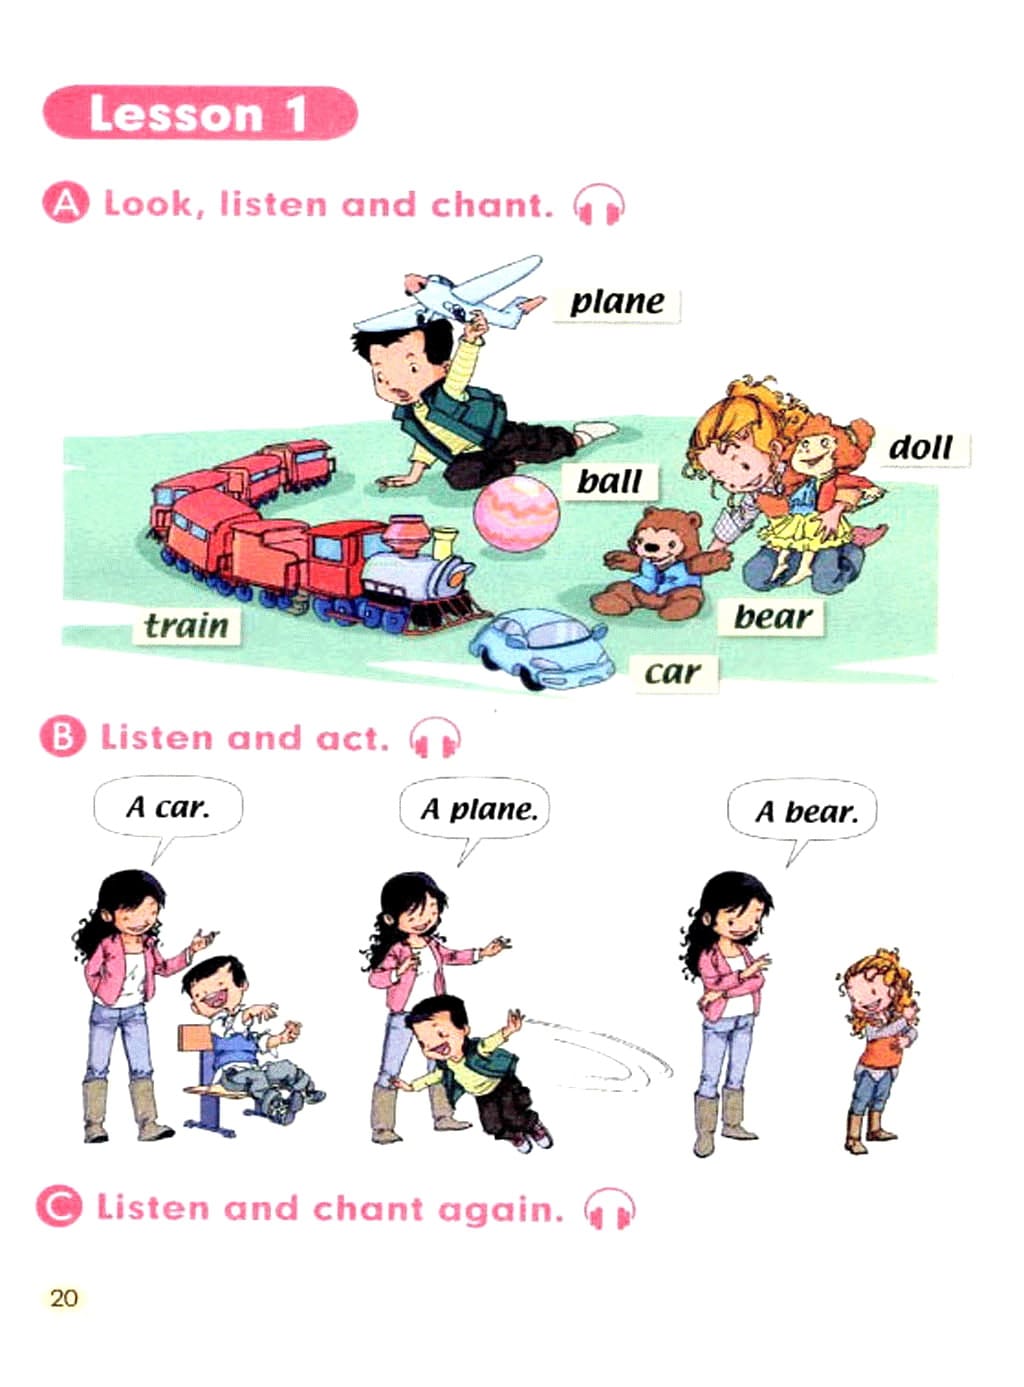 Lesson 1
A Look, listen and chant.
plane
doll
ball
bear
train
car
B Listen and act.
A car.
A plane.
A bear.
C Listen and chant again.
20